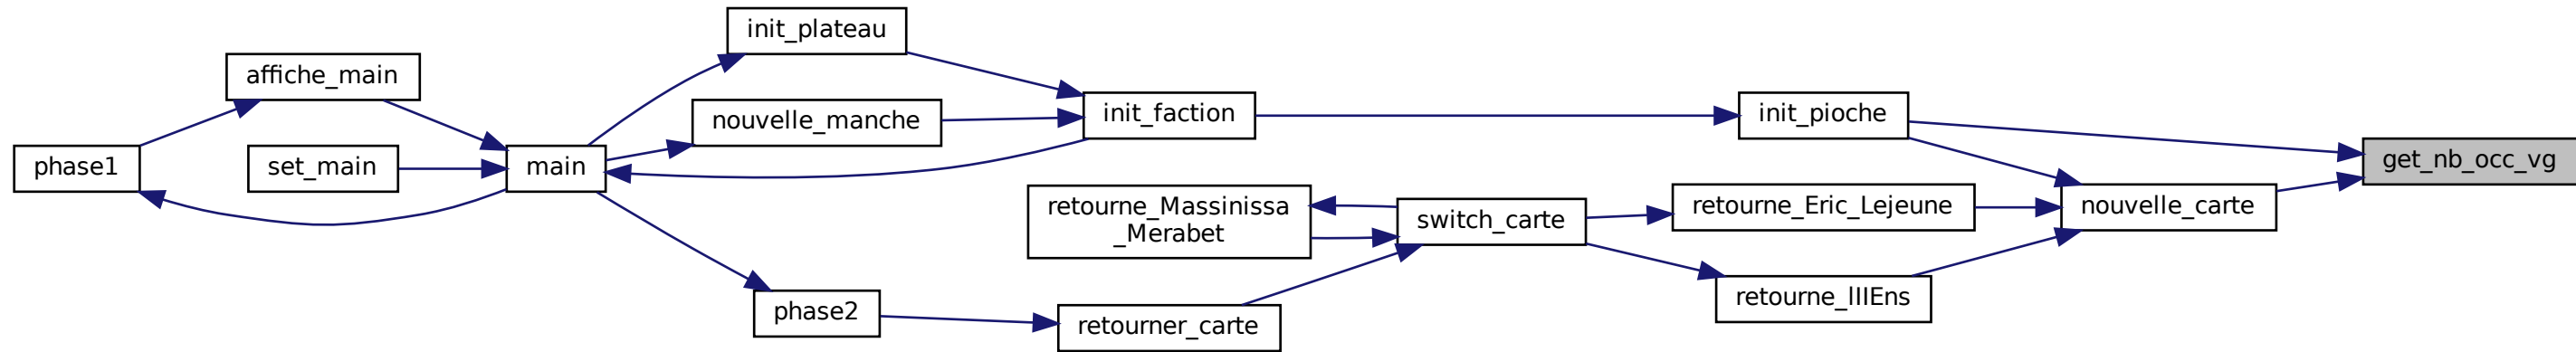 init_plateau
affiche_main
init_faction
init_pioche
nouvelle_manche
get_nb_occ_vg
phase1
set_main
main
retourne_Massinissa
_Merabet
switch_carte
retourne_Eric_Lejeune
nouvelle_carte
phase2
retourner_carte
retourne_IIIEns